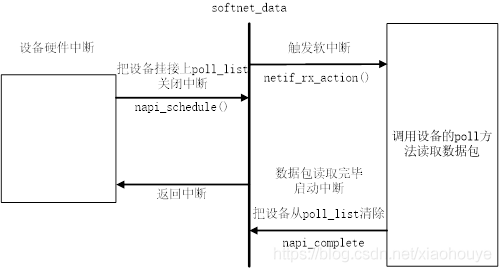 softnet_data
设备硬件中断
把设备挂接上poll_list
关闭中断
napi_schedule()
触发软中断
netif_rx_action()
调用设备的poll方
法读取数据包
返回中断
数据包读取完毕
启动中断
把设备从poll_list清除
napi_complete
https://blog.csdn.net/xiaohouye